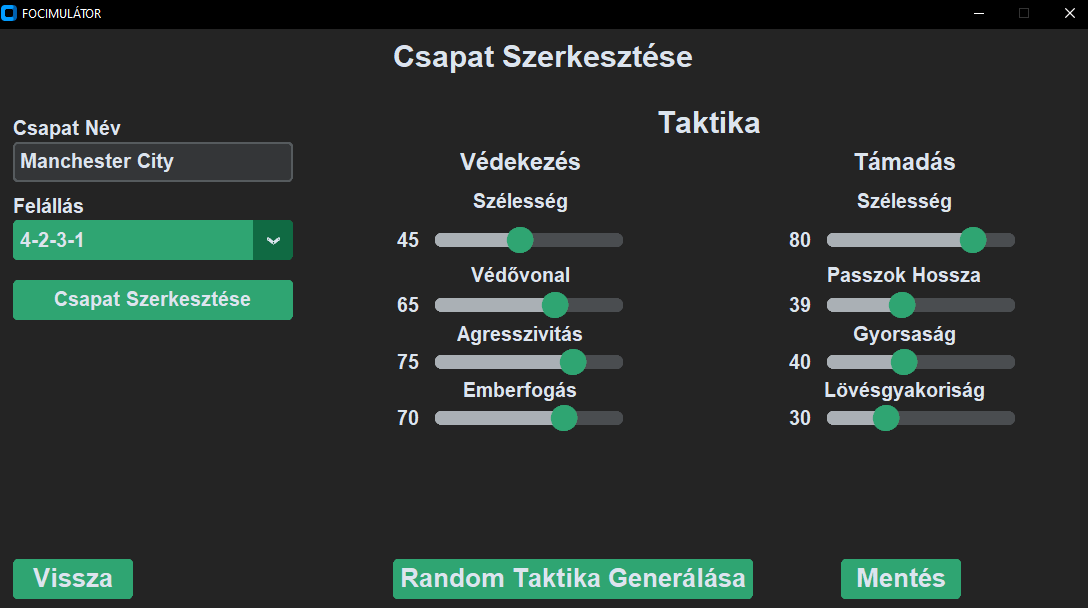 FOCIMULÁTOR
Csapat Szerkesztése
Csapat Név
Manchester City
Felállás
4-2-3-1
Csapat Szerkesztése
Taktika
Védekezés
Szélesség
45
Védővonal
65
Agresszivitás
75
Emberfogás
70
Támadás
Szélesség
80
Passzok Hossza
39
Gyorsaság
40
Lövésgyakoriság
30
Vissza
Random Taktika Generálása
Mentés